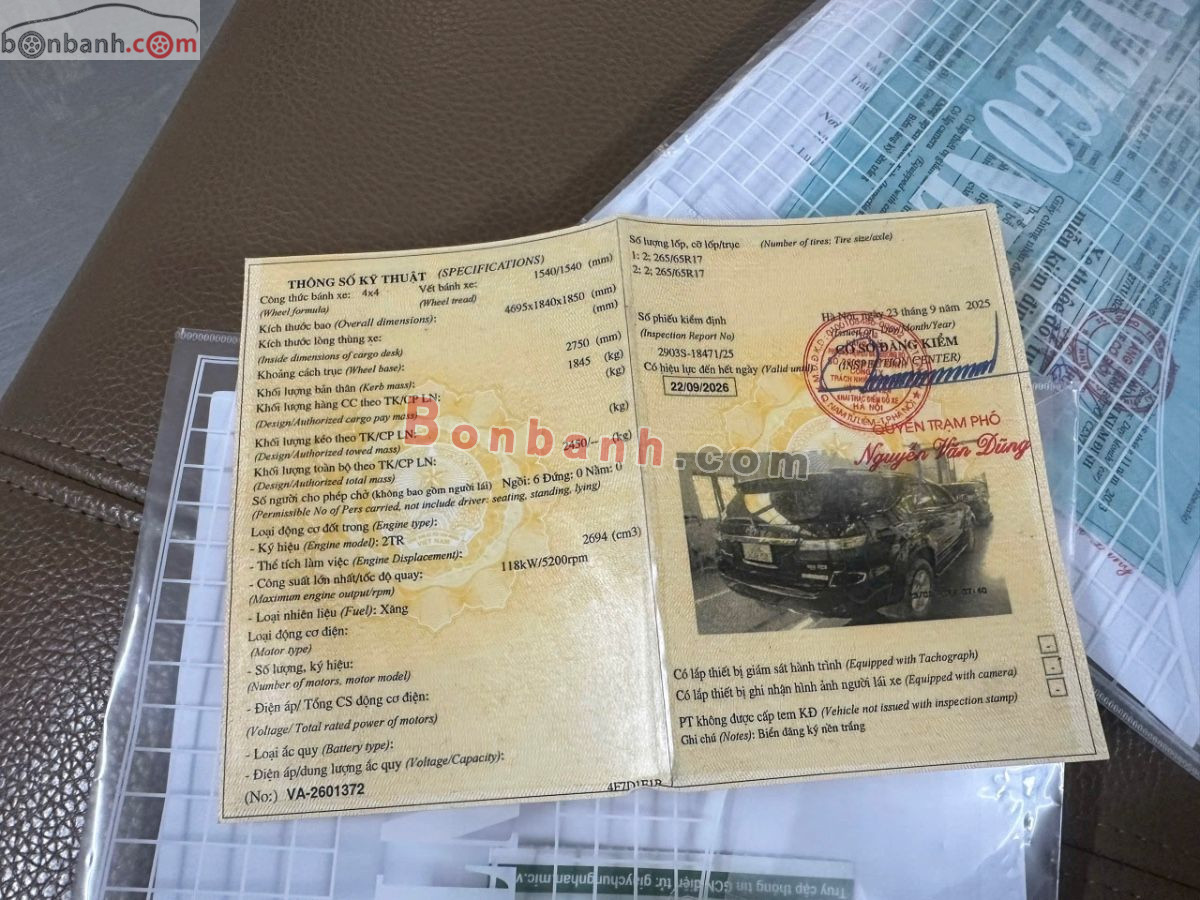 bonbanh.com
THÔNG SỐ KỸ THUẬT (SPECIFICATIONS)
Công thức bánh xe: 4x4 Vết bánh xe: 1540/1540 (mm)
(Wheel formula) (Wheel tread)
Kích thước bao (Overall dimensions): 4695x1840x1850 (mm)
Kích thước lòng thùng xe: (mm)
(Inside dimensions of cargo desk)
Khoảng cách trục (Wheel base): 2750 (mm)
Khối lượng bản thân (Kerb mass): 1845 (kg)
Khối lượng hàng CC theo TK/CP LN: (kg)
(Design/Authorized cargo pay mass)
Khối lượng kéo theo TK/CP LN: (kg)
(Design/Authorized towed mass)
Khối lượng toàn bộ theo TK/CP LN: 2450/-- (kg)
(Design/Authorized total mass)
Số người cho phép chở (không bao gồm người lái) Ngồi: 6 Đứng: 0 Nằm: 0
(Permissible No of Pers carried, not include driver: seating, standing, lying)
Loại động cơ đốt trong (Engine type):
- Ký hiệu (Engine model): 2TR
- Thể tích làm việc (Engine Displacement): 2694 (cm3)
- Công suất lớn nhất/tốc độ quay: 118kW/5200rpm
(Maximum engine output/rpm)
- Loại nhiên liệu (Fuel): Xăng
Loại động cơ điện:
(Motor type)
- Số lượng, ký hiệu:
(Number of motors, motor model)
- Điện áp/ Tổng CS động cơ điện:
(Voltage/ Total rated power of motors)
- Loại ắc quy (Battery type):
- Điện áp/dung lượng ắc quy (Voltage/Capacity):
(No:) VA-2601372
4F7D1F1B
Số lượng lốp, cỡ lốp/trục (Number of tires: Tire size/axle)
1: 2; 265/65R17
2: 2; 265/65R17
Hà Nội, ngày 23 tháng 9 năm 2025
Số phiếu kiểm định
(Inspection Report No)
2903S-18471/25
CƠ SỞ ĐĂNG KIỂM
(INSPECTION CENTER)
Có hiệu lực đến hết ngày (Valid until)
22/09/2026
HÀ NỘI
QUYỀN TRẠM PHÓ
Nguyễn Văn Dũng
Bonbanh.com
Có lắp thiết bị giám sát hành trình (Equipped with Tachograph) -
Có lắp thiết bị ghi nhận hình ảnh người lái xe (Equipped with camera) -
PT không được cấp tem KĐ (Vehicle not issued with inspection stamp) -
Ghi chú (Notes): Biển đăng ký nền trắng